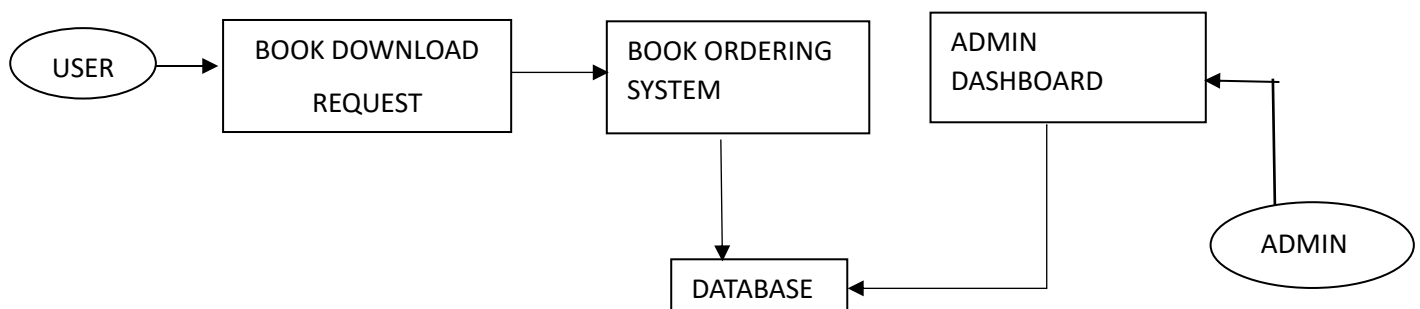 USER
BOOK DOWNLOAD
REQUEST
BOOK ORDERING
SYSTEM
ADMIN
DASHBOARD
ADMIN
DATABASE